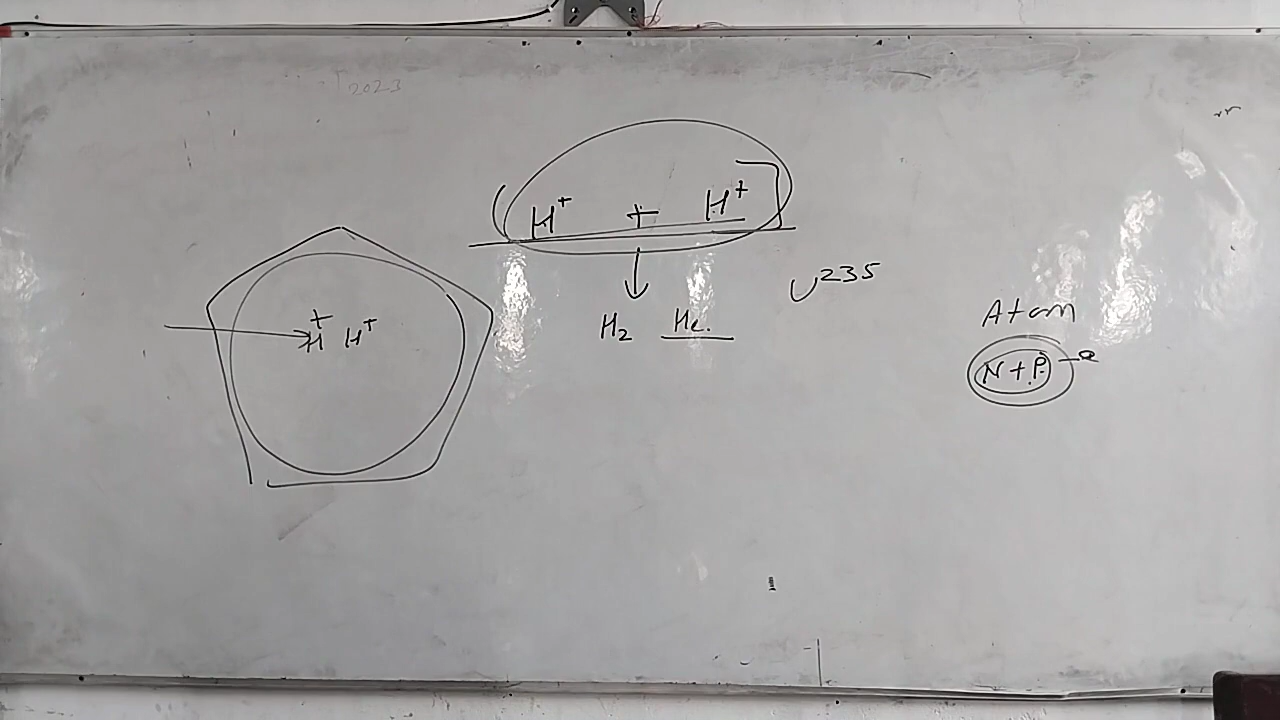 2023
H⁺ + H⁺
U²³⁵
H₂ He.
H⁺ H⁺
Atom
N+P. -e